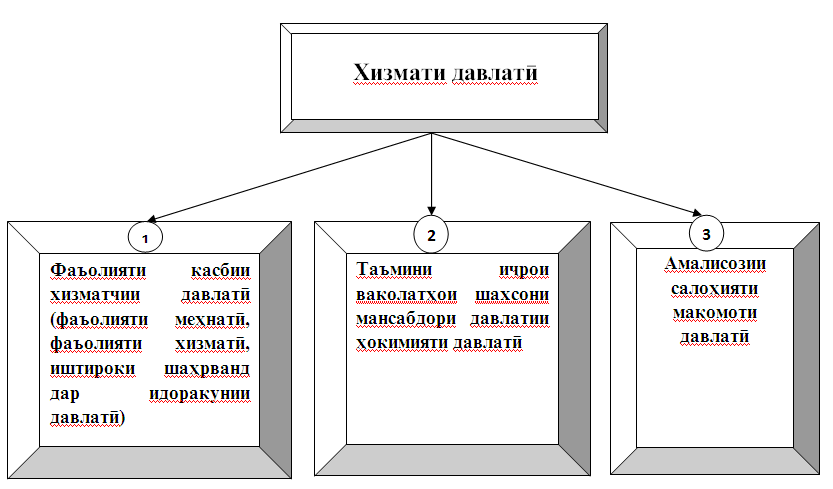 Хизмати давлатӣ
1
Фаъолияти касбии
хизматчии давлатӣ
(фаъолияти меҳнатӣ,
фаъолияти хизматӣ,
иштироки шаҳрванд
дар идоракунии
давлатӣ)
2
Таъмини иҷрои
ваколатҳои шахсони
мансабдори давлатии
ҳокимияти давлатӣ
3
Амалисозии
салоҳияти
мақомоти
давлатӣ